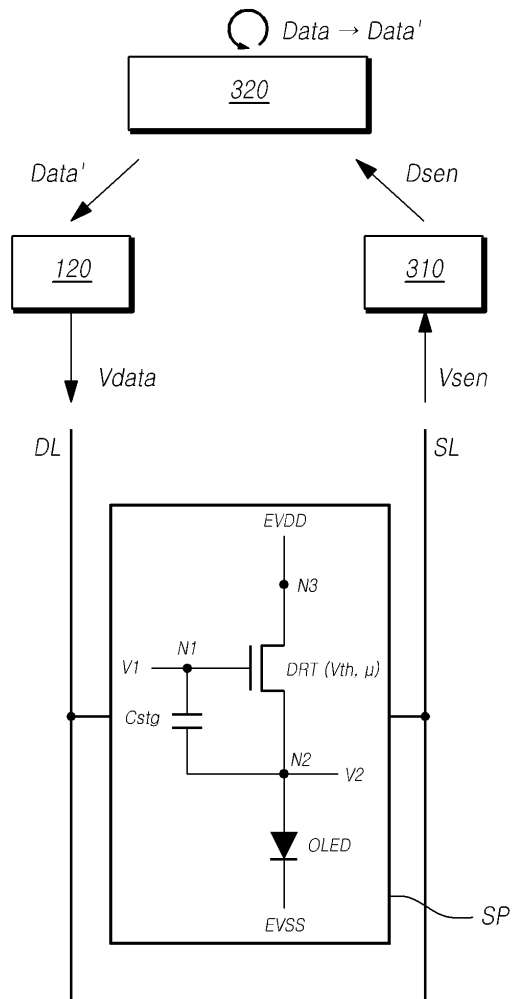 Data → Data'
320
Data'
Dsen
120
310
Vdata
Vsen
DL
SL
EVDD
N3
N1
V1
DRT (Vth, μ)
Cstg
N2
V2
OLED
EVSS
SP